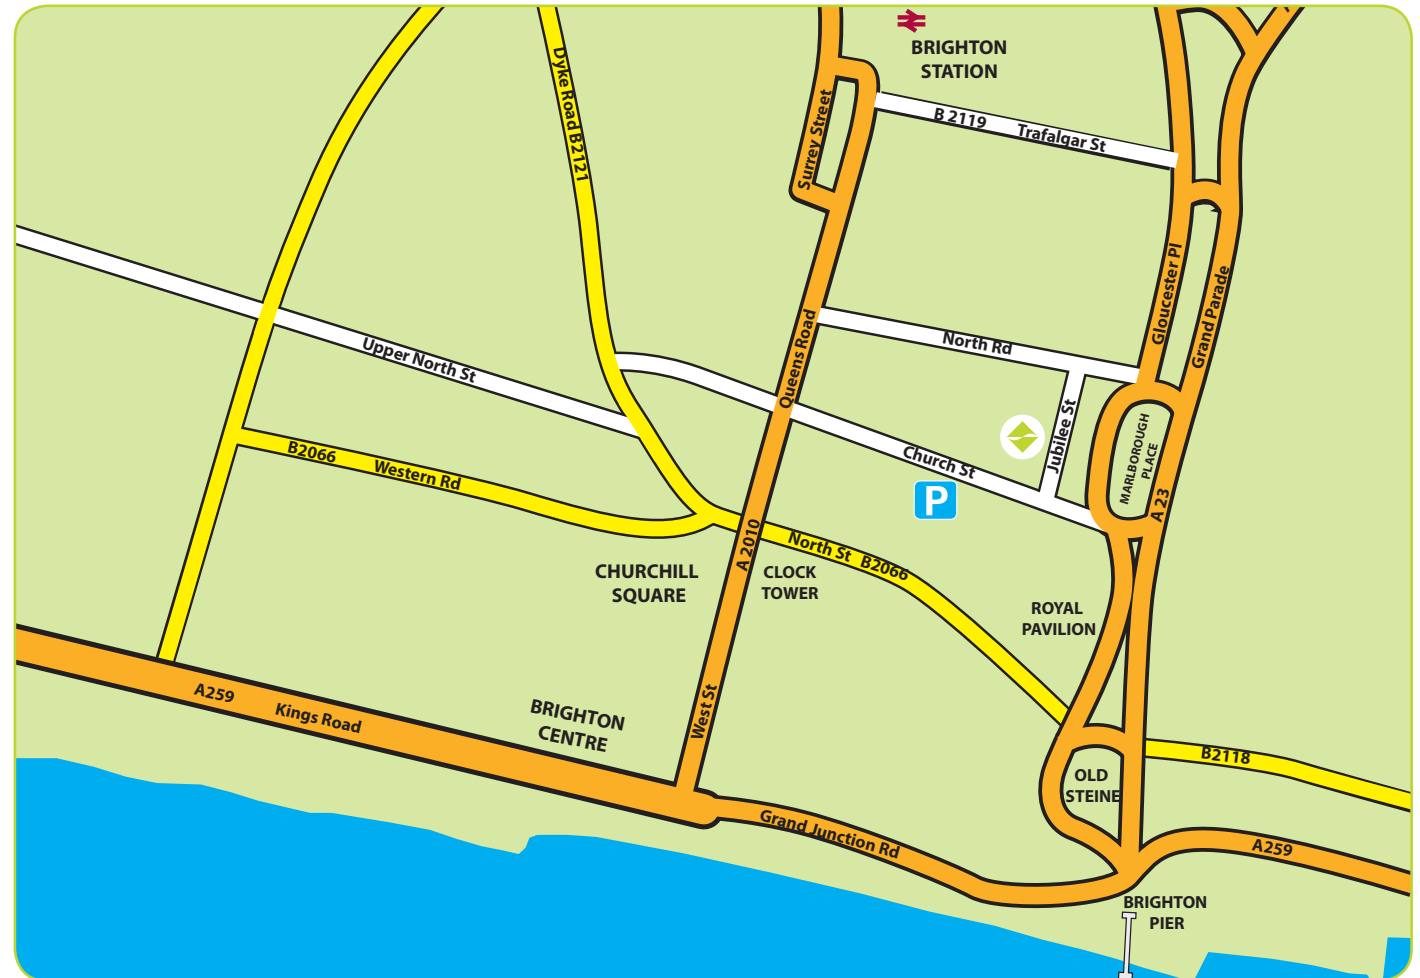 BRIGHTON
STATION
Dyke Road B2121
Surrey Street
B 2119 Trafalgar St
Gloucester Pl
Grand Parade
Upper North St
Queens Road
North Rd
Jubilee St
MARLBOROUGH
PLACE
B2066 Western Rd
Church St
P
A 23
A 2010
North St B2066
CHURCHILL
SQUARE
CLOCK
TOWER
ROYAL
PAVILION
A259 Kings Road
BRIGHTON
CENTRE
West St
B2118
OLD
STEINE
Grand Junction Rd
A259
BRIGHTON
PIER